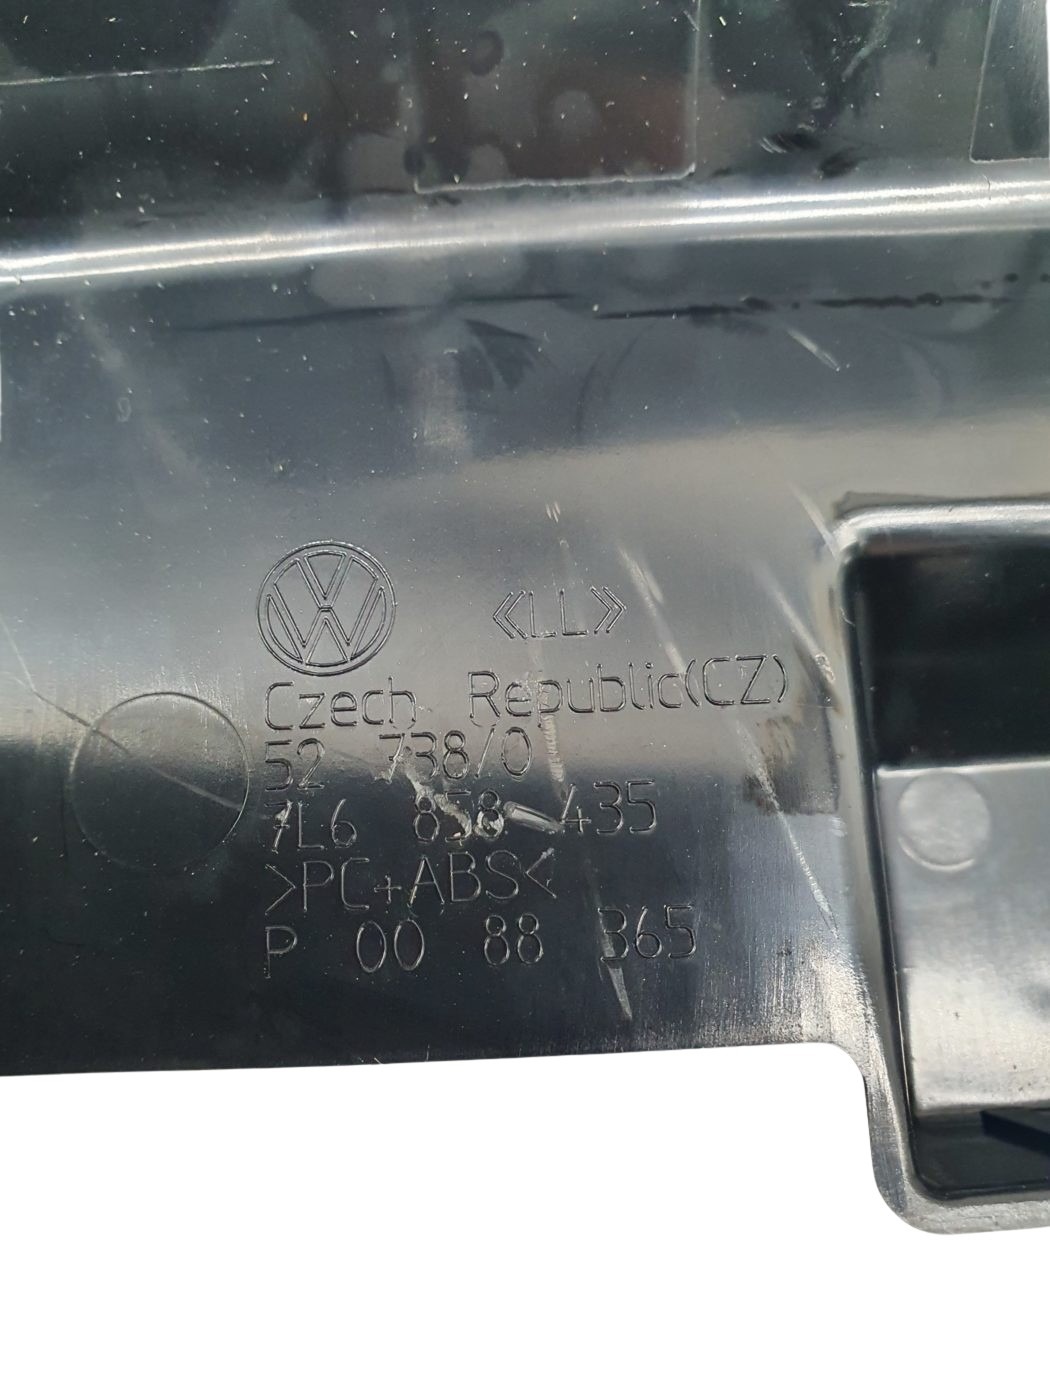 «LL»
Czech Republic(CZ)
52 738/0
7L6 858 435
>PC+ABS<
P 00 88 365